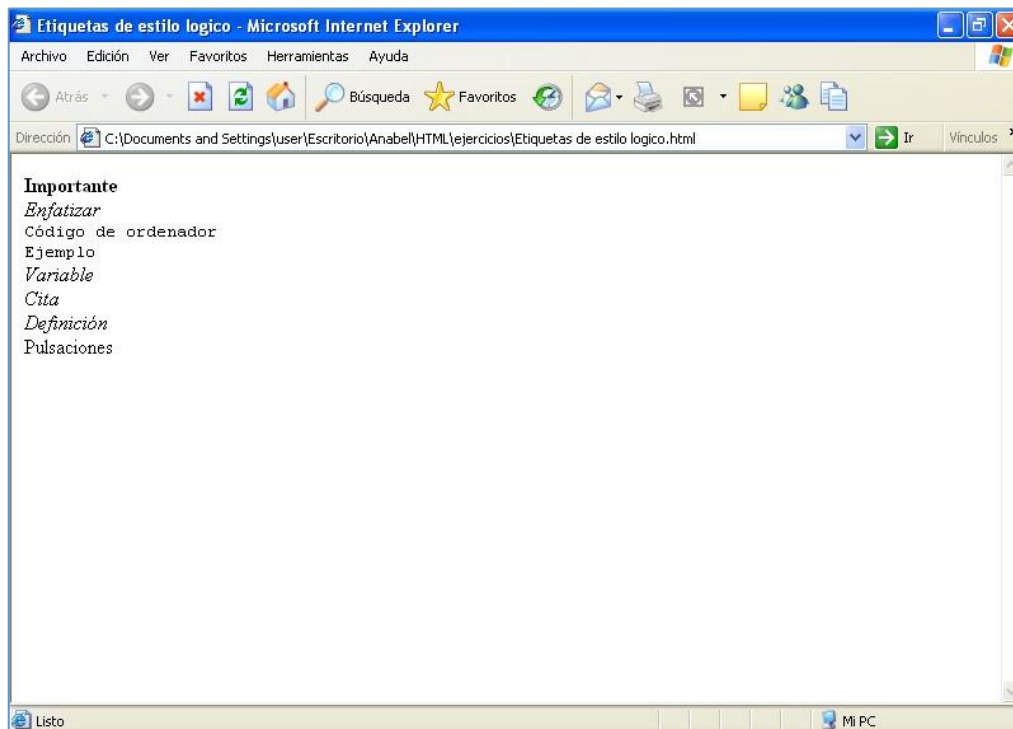 Etiquetas de estilo logico - Microsoft Internet Explorer
Archivo Edición Ver Favoritos Herramientas Ayuda
Atrás Búsqueda Favoritos
Dirección C:\Documents and Settings\user\Escritorio\Anabel\HTML\ejercicios\Etiquetas de estilo logico.html Ir Vínculos
Importante
Enfatizar
Código de ordenador
Ejemplo
Variable
Cita
Definición
Pulsaciones
Listo Mi PC